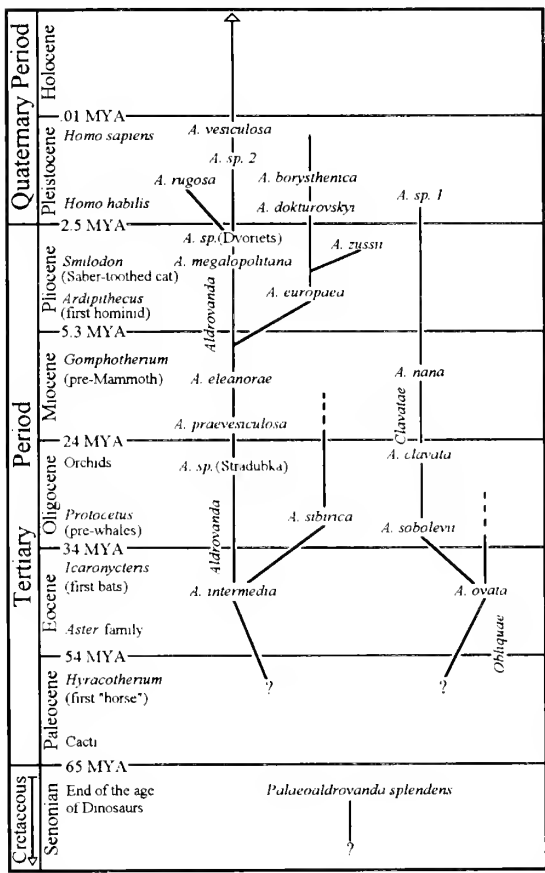 Quaternary Period
Tertiary Period
Cretaceous
Holocene
Pleistocene
Pliocene
Miocene
Oligocene
Eocene
Paleocene
Senonian
.01 MYA
Homo sapiens
A. vesiculosa
A. sp. 2
A. rugosa
A. borysthenica
A. sp. 1
Homo habilis
A. dokturovskyi
2.5 MYA
A. sp. (Dvoriets)
A. zussii
Smilodon
(Saber-toothed cat)
A. megalopolitana
Ardipithecus
(first hominid)
A. europaea
Aldrovanda
5.3 MYA
Gomphotherium
(pre-Mammoth)
A. eleanorae
A. nana
Clavatae
A. praevesiculosa
24 MYA
Orchids
A. sp. (Stradubka)
A. clavata
Protocetus
(pre-whales)
A. sibirica
A. sobolevii
Aldrovanda
34 MYA
Icaronycteris
(first bats)
A. intermedia
A. ovata
Aster family
Obliquae
54 MYA
Hyracotherium
(first "horse")
?
?
Cacti
65 MYA
End of the age
of Dinosaurs
Palaeoaldrovanda splendens
?